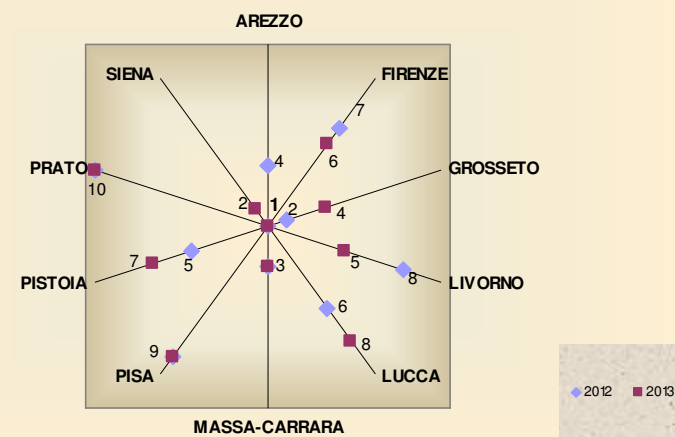 AREZZO
SIENA
FIRENZE
7
6
4
PRATO
GROSSETO
10
2
1
2
4
7
5
3
5
8
PISTOIA
LIVORNO
6
9
8
PISA
LUCCA
MASSA-CARRARA
2012
2013